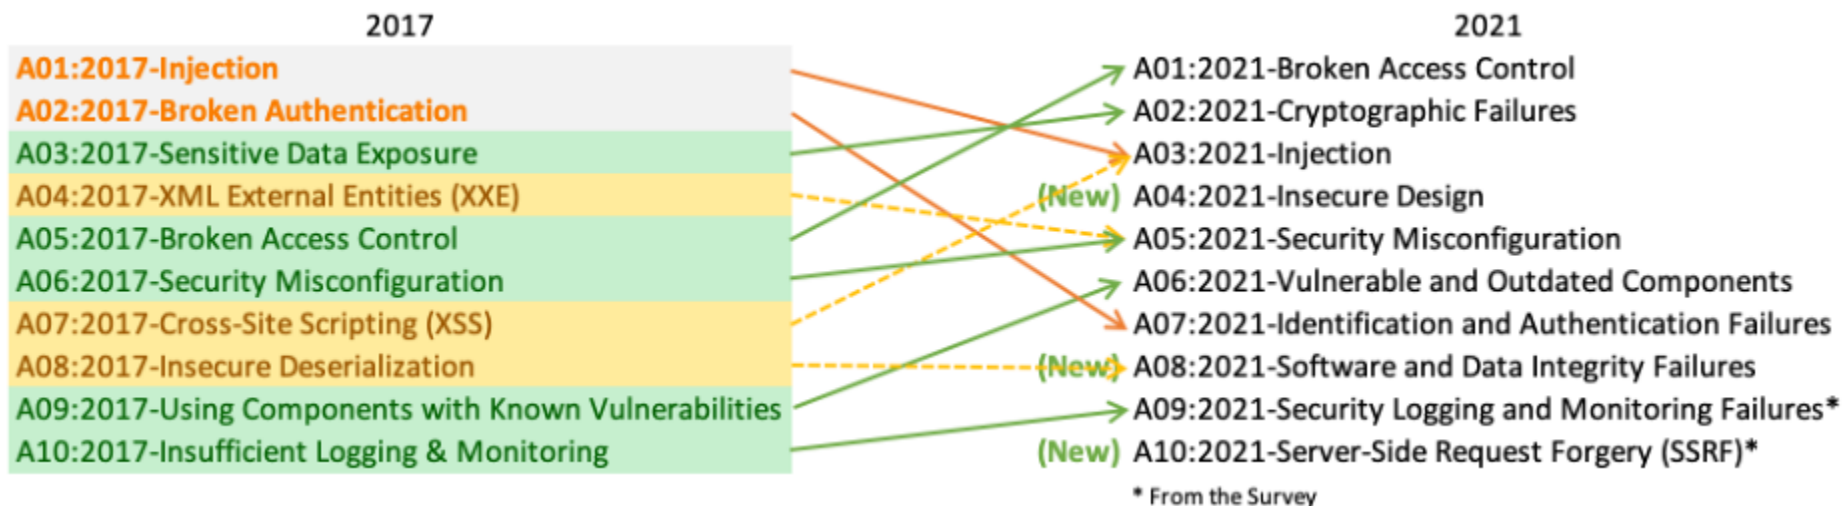 2017
A01:2017-Injection
A02:2017-Broken Authentication
A03:2017-Sensitive Data Exposure
A04:2017-XML External Entities (XXE)
A05:2017-Broken Access Control
A06:2017-Security Misconfiguration
A07:2017-Cross-Site Scripting (XSS)
A08:2017-Insecure Deserialization
A09:2017-Using Components with Known Vulnerabilities
A10:2017-Insufficient Logging & Monitoring
2021
A01:2021-Broken Access Control
A02:2021-Cryptographic Failures
A03:2021-Injection
(New) A04:2021-Insecure Design
A05:2021-Security Misconfiguration
A06:2021-Vulnerable and Outdated Components
A07:2021-Identification and Authentication Failures
(New) A08:2021-Software and Data Integrity Failures
A09:2021-Security Logging and Monitoring Failures*
(New) A10:2021-Server-Side Request Forgery (SSRF)*
* From the Survey